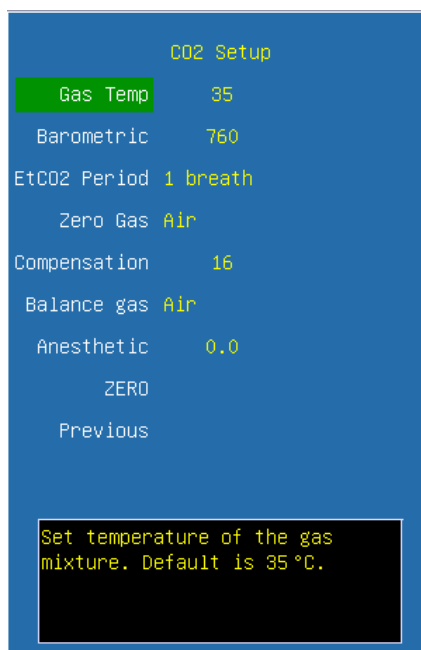 CO2 Setup
Gas Temp 35
Barometric 760
EtCO2 Period 1 breath
Zero Gas Air
Compensation 16
Balance gas Air
Anesthetic 0.0
ZERO
Previous
Set temperature of the gas
mixture. Default is 35 °C.